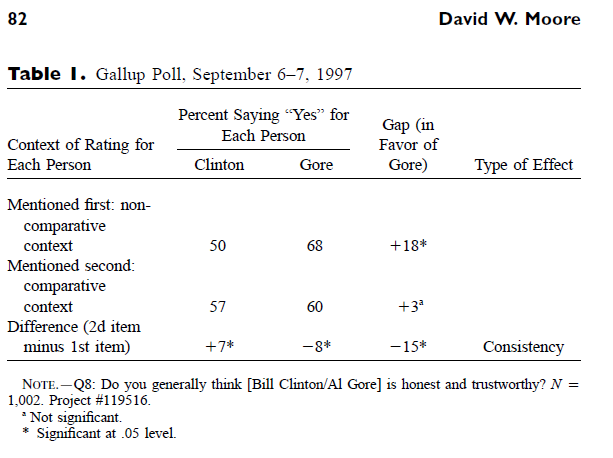 82 David W. Moore
Table 1. Gallup Poll, September 6–7, 1997
Percent Saying “Yes” for
Each Person
Gap (in
Favor of
Gore)
Context of Rating for
Each Person Clinton Gore Type of Effect
Mentioned first: non-
comparative
context 50 68 +18*
Mentioned second:
comparative
context 57 60 +3ª
Difference (2d item
minus 1st item) +7* −8* −15* Consistency
NOTE.—Q8: Do you generally think [Bill Clinton/Al Gore] is honest and trustworthy? N =
1,002. Project #119516.
ª Not significant.
* Significant at .05 level.